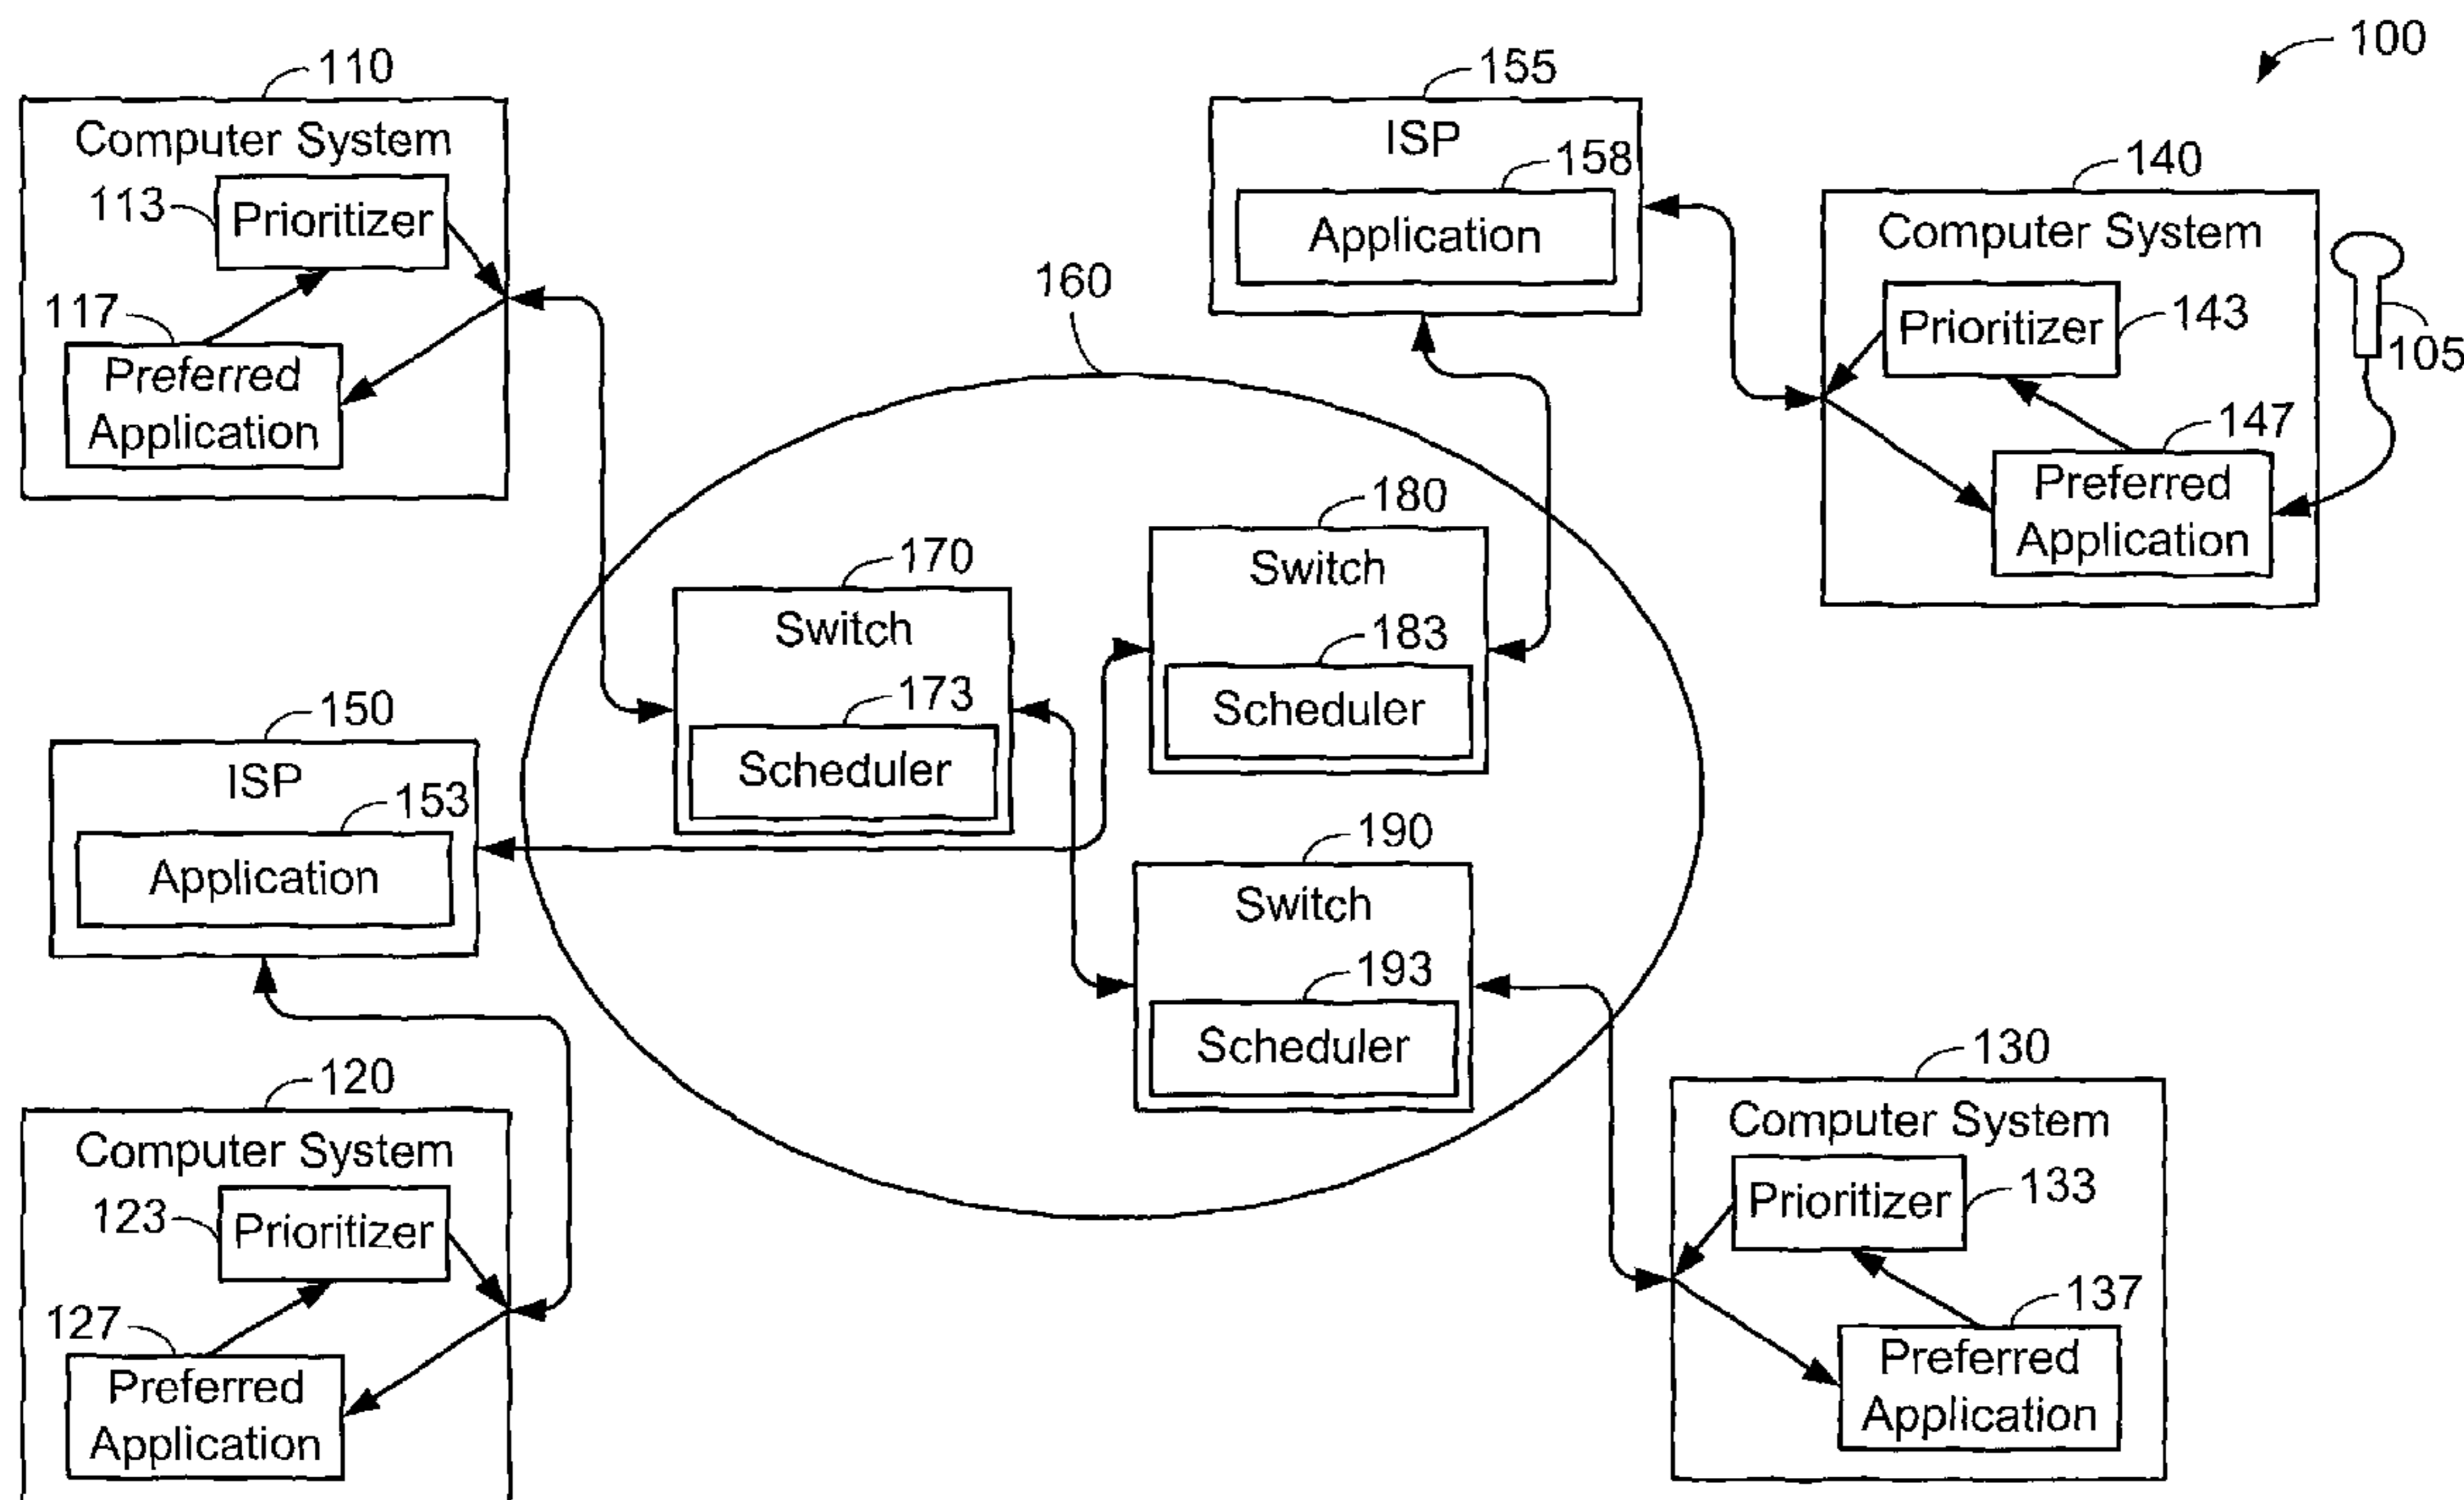 100
110
Computer System
113
Prioritizer
117
Preferred
Application
155
ISP
158
Application
140
Computer System
Prioritizer
143
105
147
Preferred
Application
160
170
Switch
173
Scheduler
180
Switch
183
Scheduler
150
ISP
153
Application
190
Switch
193
Scheduler
120
Computer System
123
Prioritizer
127
Preferred
Application
130
Computer System
Prioritizer
133
137
Preferred
Application